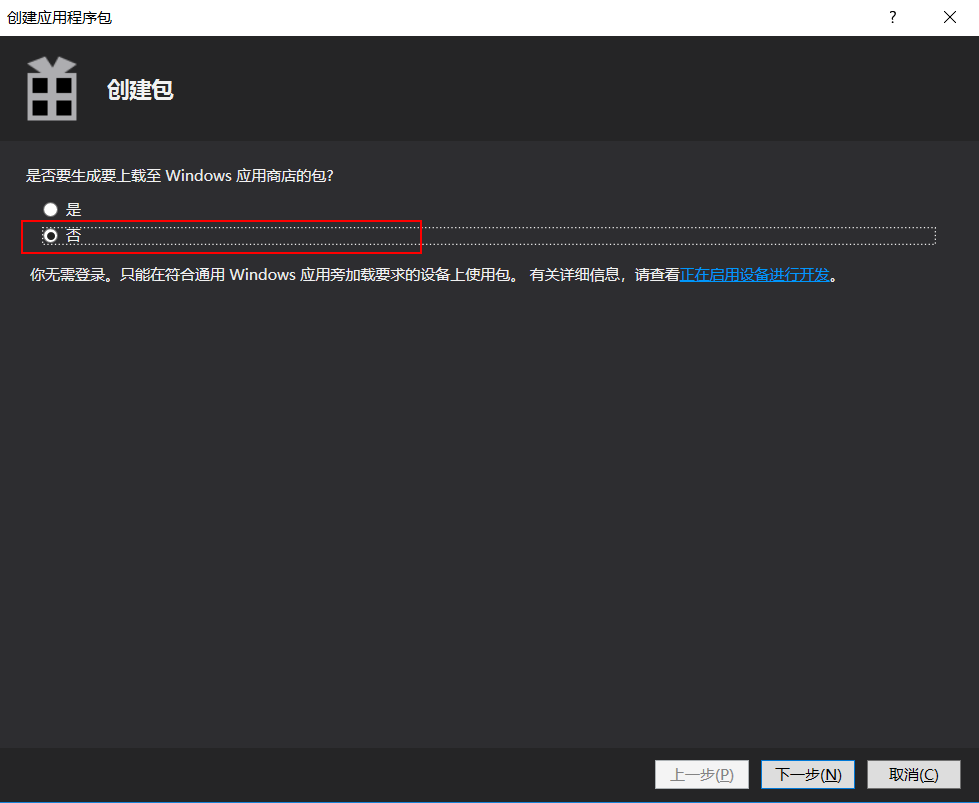 创建应用程序包
?
创建包
是否要生成要上载至 Windows 应用商店的包?
是
否
你无需登录。只能在符合通用 Windows 应用旁加载要求的设备上使用包。 有关详细信息，请查看正在启用设备进行开发。
上一步(P) 下一步(N) 取消(C)